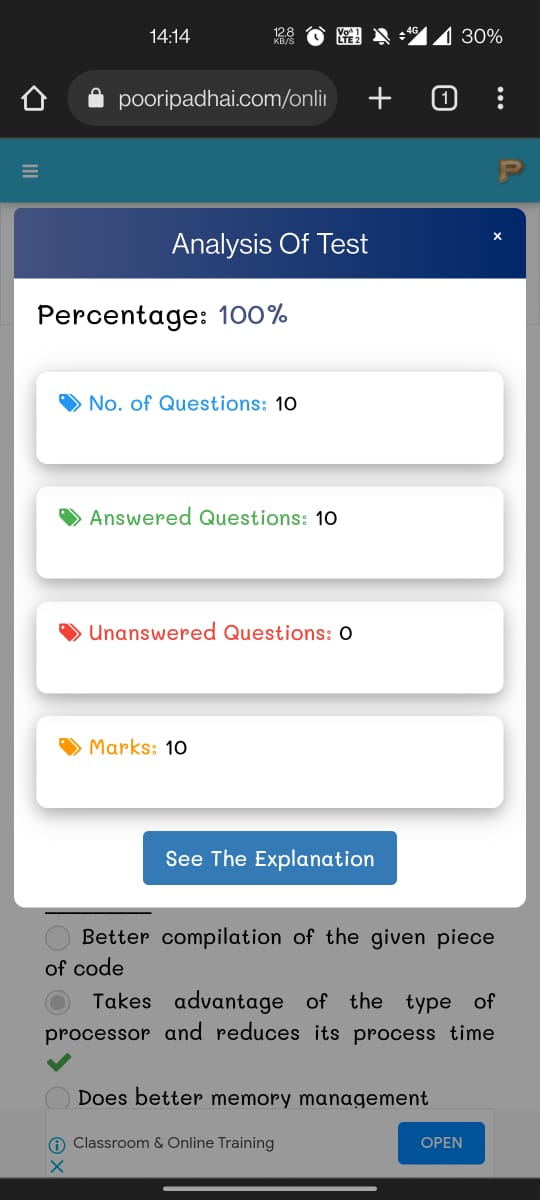 14:14 12.8 KB/S Vo 1 LTE 2 4G 30%
pooripadhai.com/onlin 1
P
Analysis Of Test x
Percentage: 100%
No. of Questions: 10
Answered Questions: 10
Unanswered Questions: 0
Marks: 10
See The Explanation
Better compilation of the given piece
of code
Takes advantage of the type of
processor and reduces its process time
Does better memory management
Classroom & Online Training OPEN